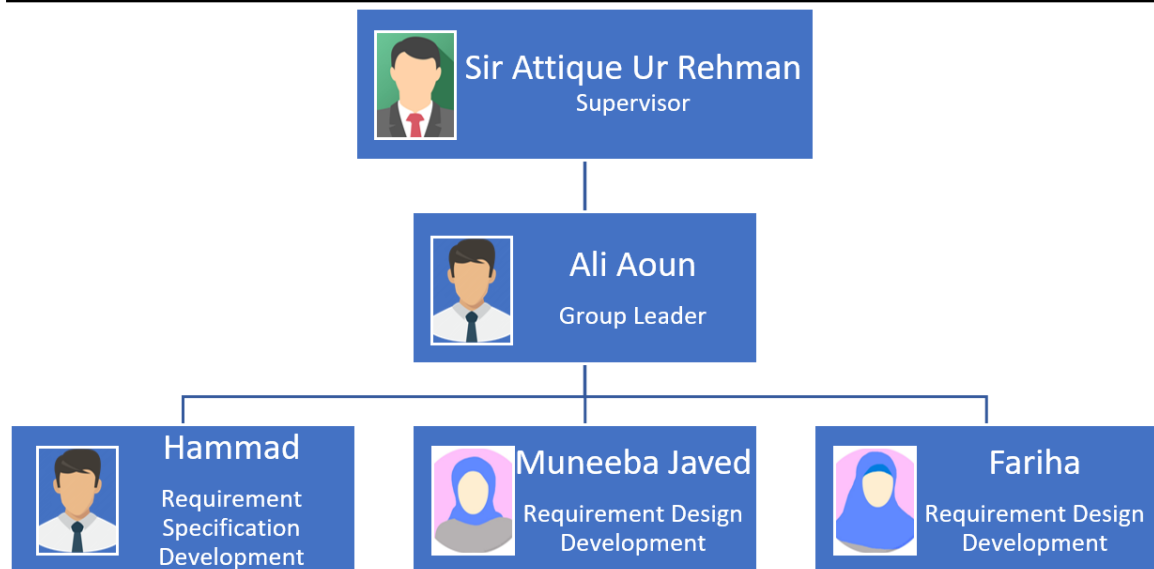 Sir Attique Ur Rehman
Supervisor
Ali Aoun
Group Leader
Hammad
Requirement
Specification
Development
Muneeba Javed
Requirement Design
Development
Fariha
Requirement Design
Development